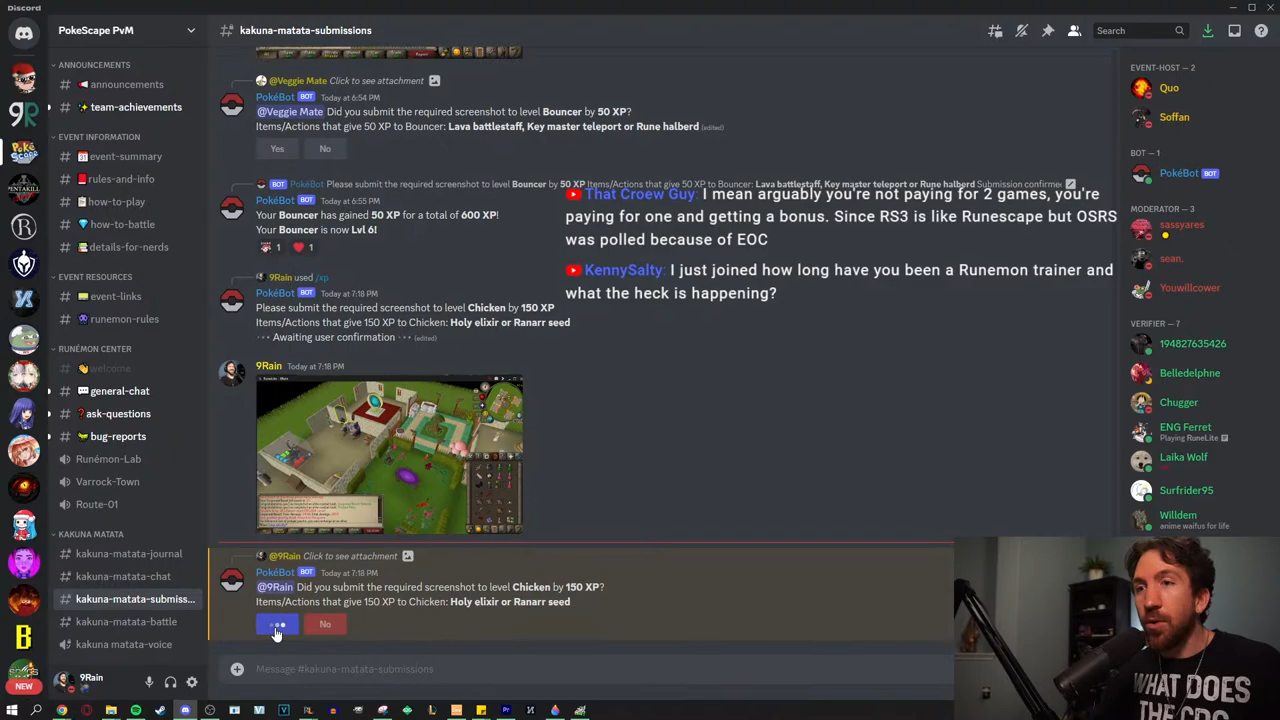 Discord
PokeScape PvM
kakuna-matata-submissions
Search
ANNOUNCEMENTS
announcements
team-achievements
EVENT INFORMATION
event-summary
rules-and-info
how-to-play
how-to-battle
details-for-nerds
EVENT RESOURCES
event-links
runemon-rules
RUNÉMON CENTER
welcome
general-chat
ask-questions
bug-reports
Runémon-Lab
Varrock-Town
Route-01
KAKUNA MATATA
kakuna-matata-journal
kakuna-matata-chat
kakuna-matata-submiss...
kakuna-matata-battle
kakuna matata-voice
NEW
9Rain
@Veggie Mate Click to see attachment
PokéBot BOT Today at 6:54 PM
@Veggie Mate Did you submit the required screenshot to level Bouncer by 50 XP?
Items/Actions that give 50 XP to Bouncer: Lava battlestaff, Key master teleport or Rune halberd (edited)
Yes No
BOT PokéBot Please submit the required screenshot to level Bouncer by 50 XP Items/Actions that give 50 XP to Bouncer: Lava battlestaff, Key master teleport or Rune halberd Submission confirme...
PokéBot BOT Today at 6:55 PM
Your Bouncer has gained 50 XP for a total of 600 XP!
Your Bouncer is now Lvl 6!
1 1
9Rain used /xp
PokéBot BOT Today at 7:18 PM
Please submit the required screenshot to level Chicken by 150 XP
Items/Actions that give 150 XP to Chicken: Holy elixir or Ranarr seed
••• Awaiting user confirmation ••• (edited)
9Rain Today at 7:18 PM
@9Rain Click to see attachment
PokéBot BOT Today at 7:18 PM
@9Rain Did you submit the required screenshot to level Chicken by 150 XP?
Items/Actions that give 150 XP to Chicken: Holy elixir or Ranarr seed
No
Message #kakuna-matata-submissions
That Croew Guy: I mean arguably you're not paying for 2 games, you're
paying for one and getting a bonus. Since RS3 is like Runescape but OSRS
was polled because of EOC
KennySalty: I just joined how long have you been a Runemon trainer and
what the heck is happening?
EVENT-HOST — 2
Quo
Soffan
BOT — 1
PokéBot BOT
MODERATOR — 3
sassyares
sean.
Youwillcower
VERIFIER — 7
194827635426
Belledelphne
Chugger
ENG Ferret
Playing RuneLite
Laika Wolf
Surfrider95
Willdem
anime waifus for life
WHAT DOES